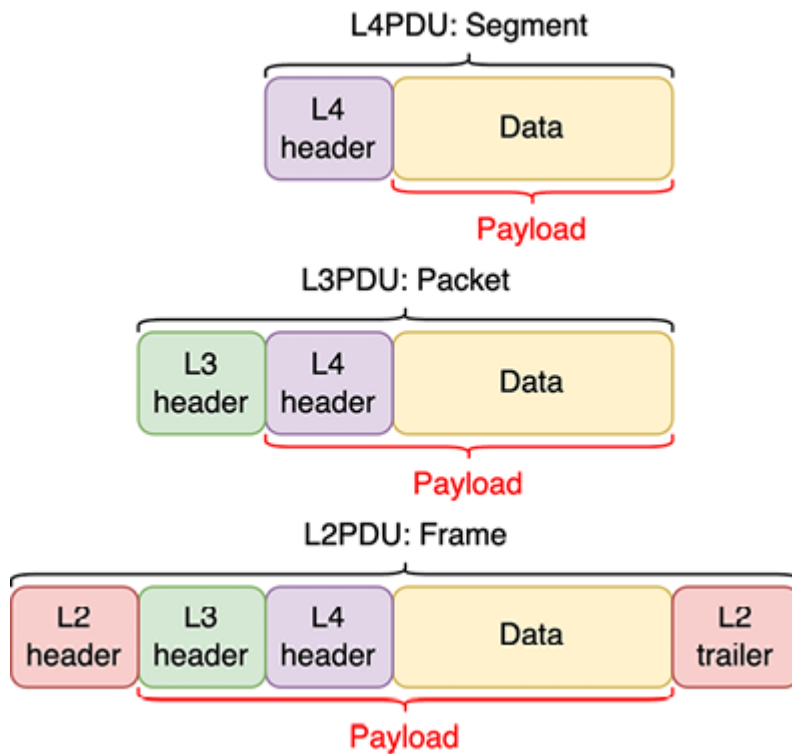 L4PDU: Segment
L4
header
Data
Payload
L3PDU: Packet
L3
header
L4
header
Data
Payload
L2PDU: Frame
L2
header
L3
header
L4
header
Data
L2
trailer
Payload